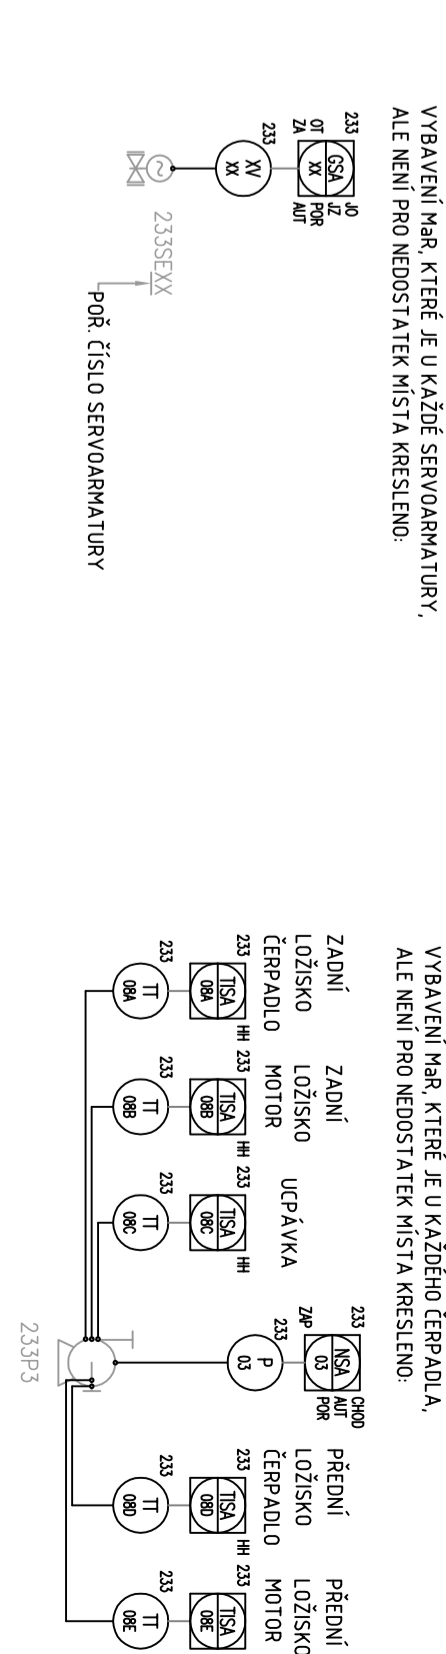 VYBAVENÍ MaR, KTERÉ JE U KAŽDÉ SERVOARMATURY,
ALE NENÍ PRO NEDOSTATEK MÍSTA KRESLENO:
233
JO
JZ
GSA
XX
OT
ZA
POR
AUT
233
XV
XX
233SEXX
POŘ. ČÍSLO SERVOARMATURY
VYBAVENÍ MaR, KTERÉ JE U KAŽDÉHO ČERPADLA,
ALE NENÍ PRO NEDOSTATEK MÍSTA KRESLENO:
ZADNÍ
LOŽISKO
ČERPADLO
233
TISA
08A
HH
233
TT
08A
ZADNÍ
LOŽISKO
MOTOR
233
TISA
08B
HH
233
TT
08B
UCPÁVKA
233
TISA
08C
HH
233
TT
08C
233
CHOD
AUT
POR
NSA
03
ZAP
233
P
03
PŘEDNÍ
LOŽISKO
ČERPADLO
233
TISA
08D
HH
233
TT
08D
PŘEDNÍ
LOŽISKO
MOTOR
233
TISA
08E
233
TT
08E
233P3